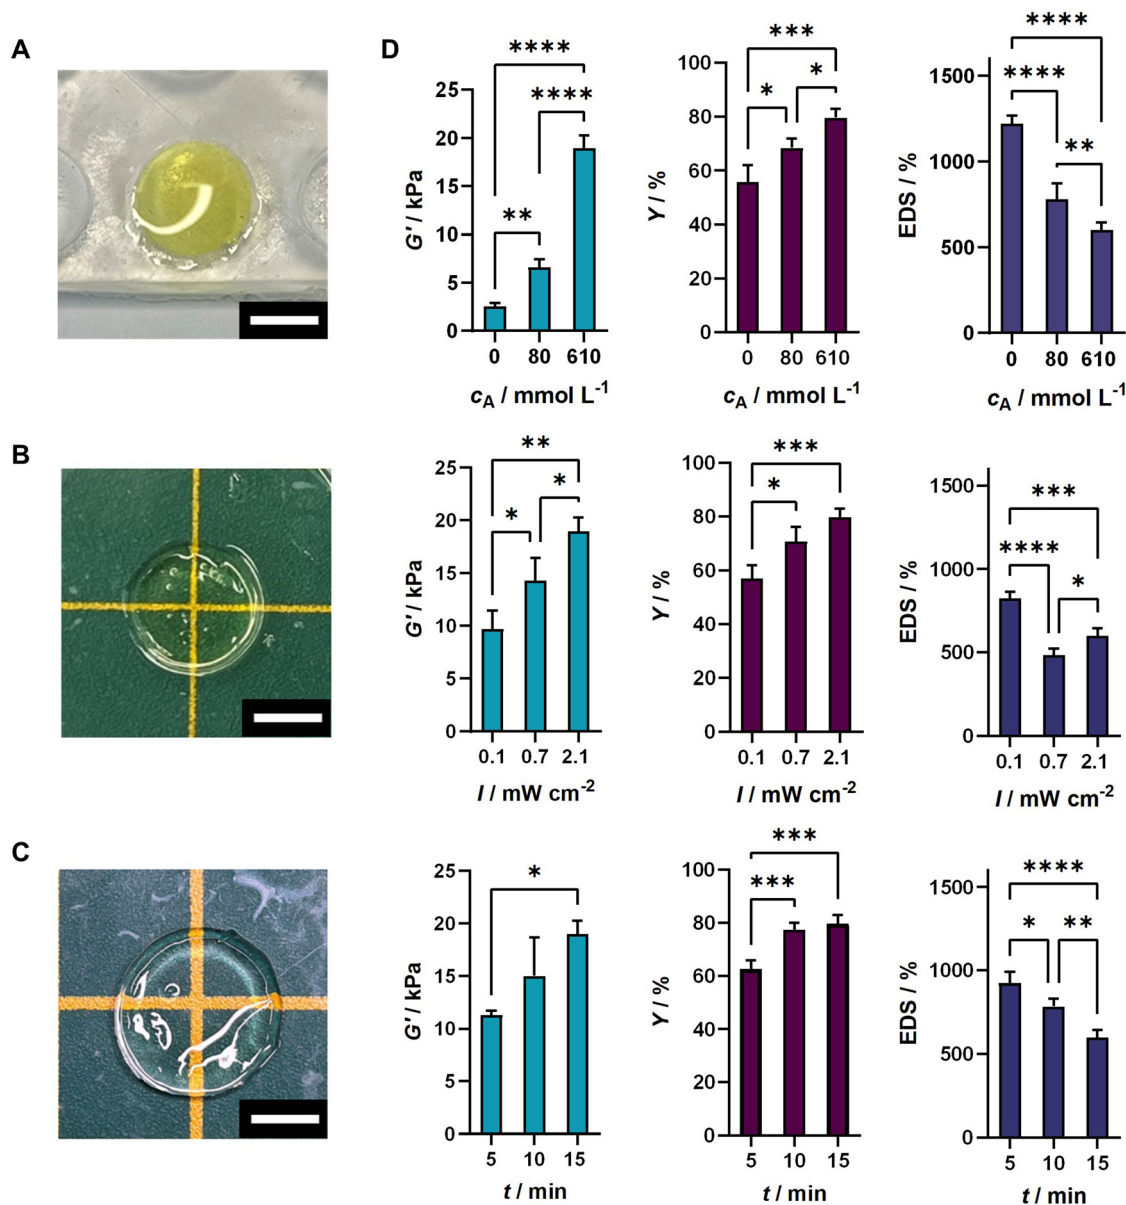 A
D
****
****
**
25
20
15
10
5
0
G' / kPa
0 80 610
cA / mmol L-1
***
*
*
100
80
60
40
20
0
Y / %
0 80 610
cA / mmol L-1
****
****
**
1500
1000
500
0
EDS / %
0 80 610
cA / mmol L-1
B
**
*
*
25
20
15
10
5
0
G' / kPa
0.1 0.7 2.1
I / mW cm-2
***
*
100
80
60
40
20
0
Y / %
0.1 0.7 2.1
I / mW cm-2
***
****
*
1500
1000
500
0
EDS / %
0.1 0.7 2.1
I / mW cm-2
C
*
25
20
15
10
5
0
G' / kPa
5 10 15
t / min
***
***
100
80
60
40
20
0
Y / %
5 10 15
t / min
****
*
**
1500
1000
500
0
EDS / %
5 10 15
t / min